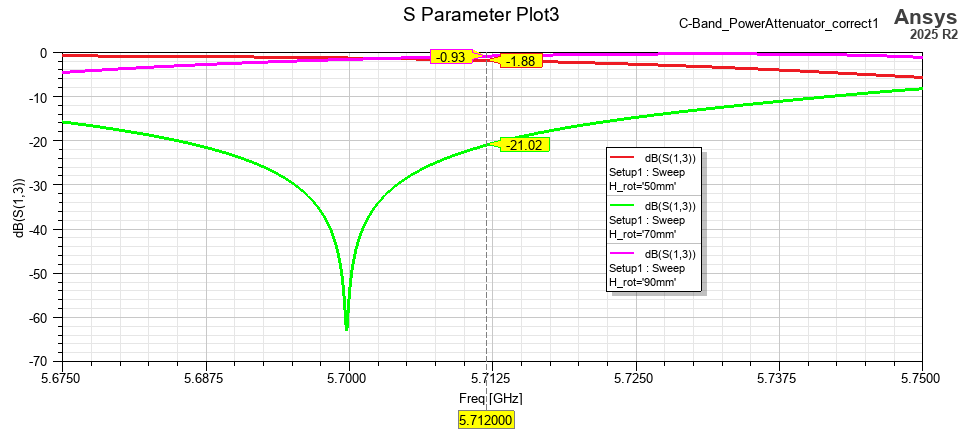 S Parameter Plot3
C-Band_PowerAttenuator_correct1
Ansys
2025 R2
0
-10
-20
-30
-40
-50
-60
-70
dB(S(1,3))
-0.93
-1.88
-21.02
dB(S(1,3))
Setup1 : Sweep
H_rot='50mm'
dB(S(1,3))
Setup1 : Sweep
H_rot='70mm'
dB(S(1,3))
Setup1 : Sweep
H_rot='90mm'
5.6750 5.6875 5.7000 5.7125 5.7250 5.7375 5.7500
Freq [GHz]
5.712000